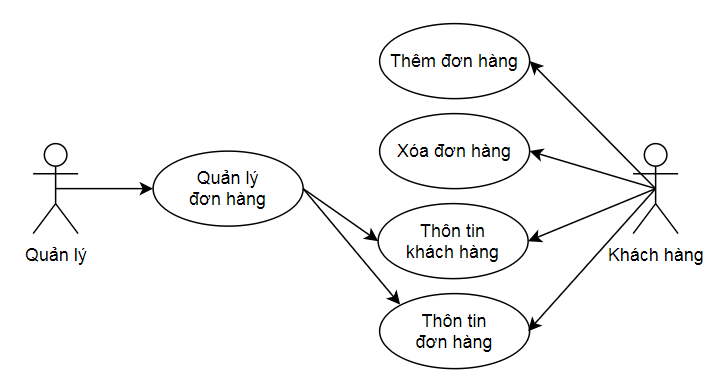 Thêm đơn hàng
Xóa đơn hàng
Quản lý
đơn hàng
Thôn tin
khách hàng
Quản lý
Khách hàng
Thôn tin
đơn hàng